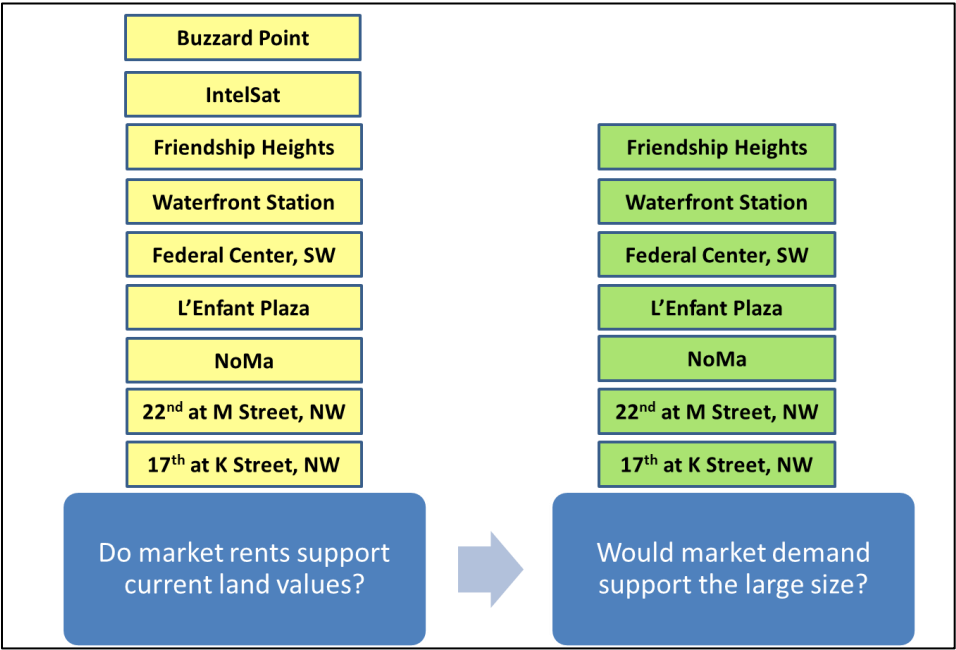 Buzzard Point
IntelSat
Friendship Heights
Waterfront Station
Federal Center, SW
L’Enfant Plaza
NoMa
22nd at M Street, NW
17th at K Street, NW
Do market rents support
current land values?
Friendship Heights
Waterfront Station
Federal Center, SW
L’Enfant Plaza
NoMa
22nd at M Street, NW
17th at K Street, NW
Would market demand
support the large size?